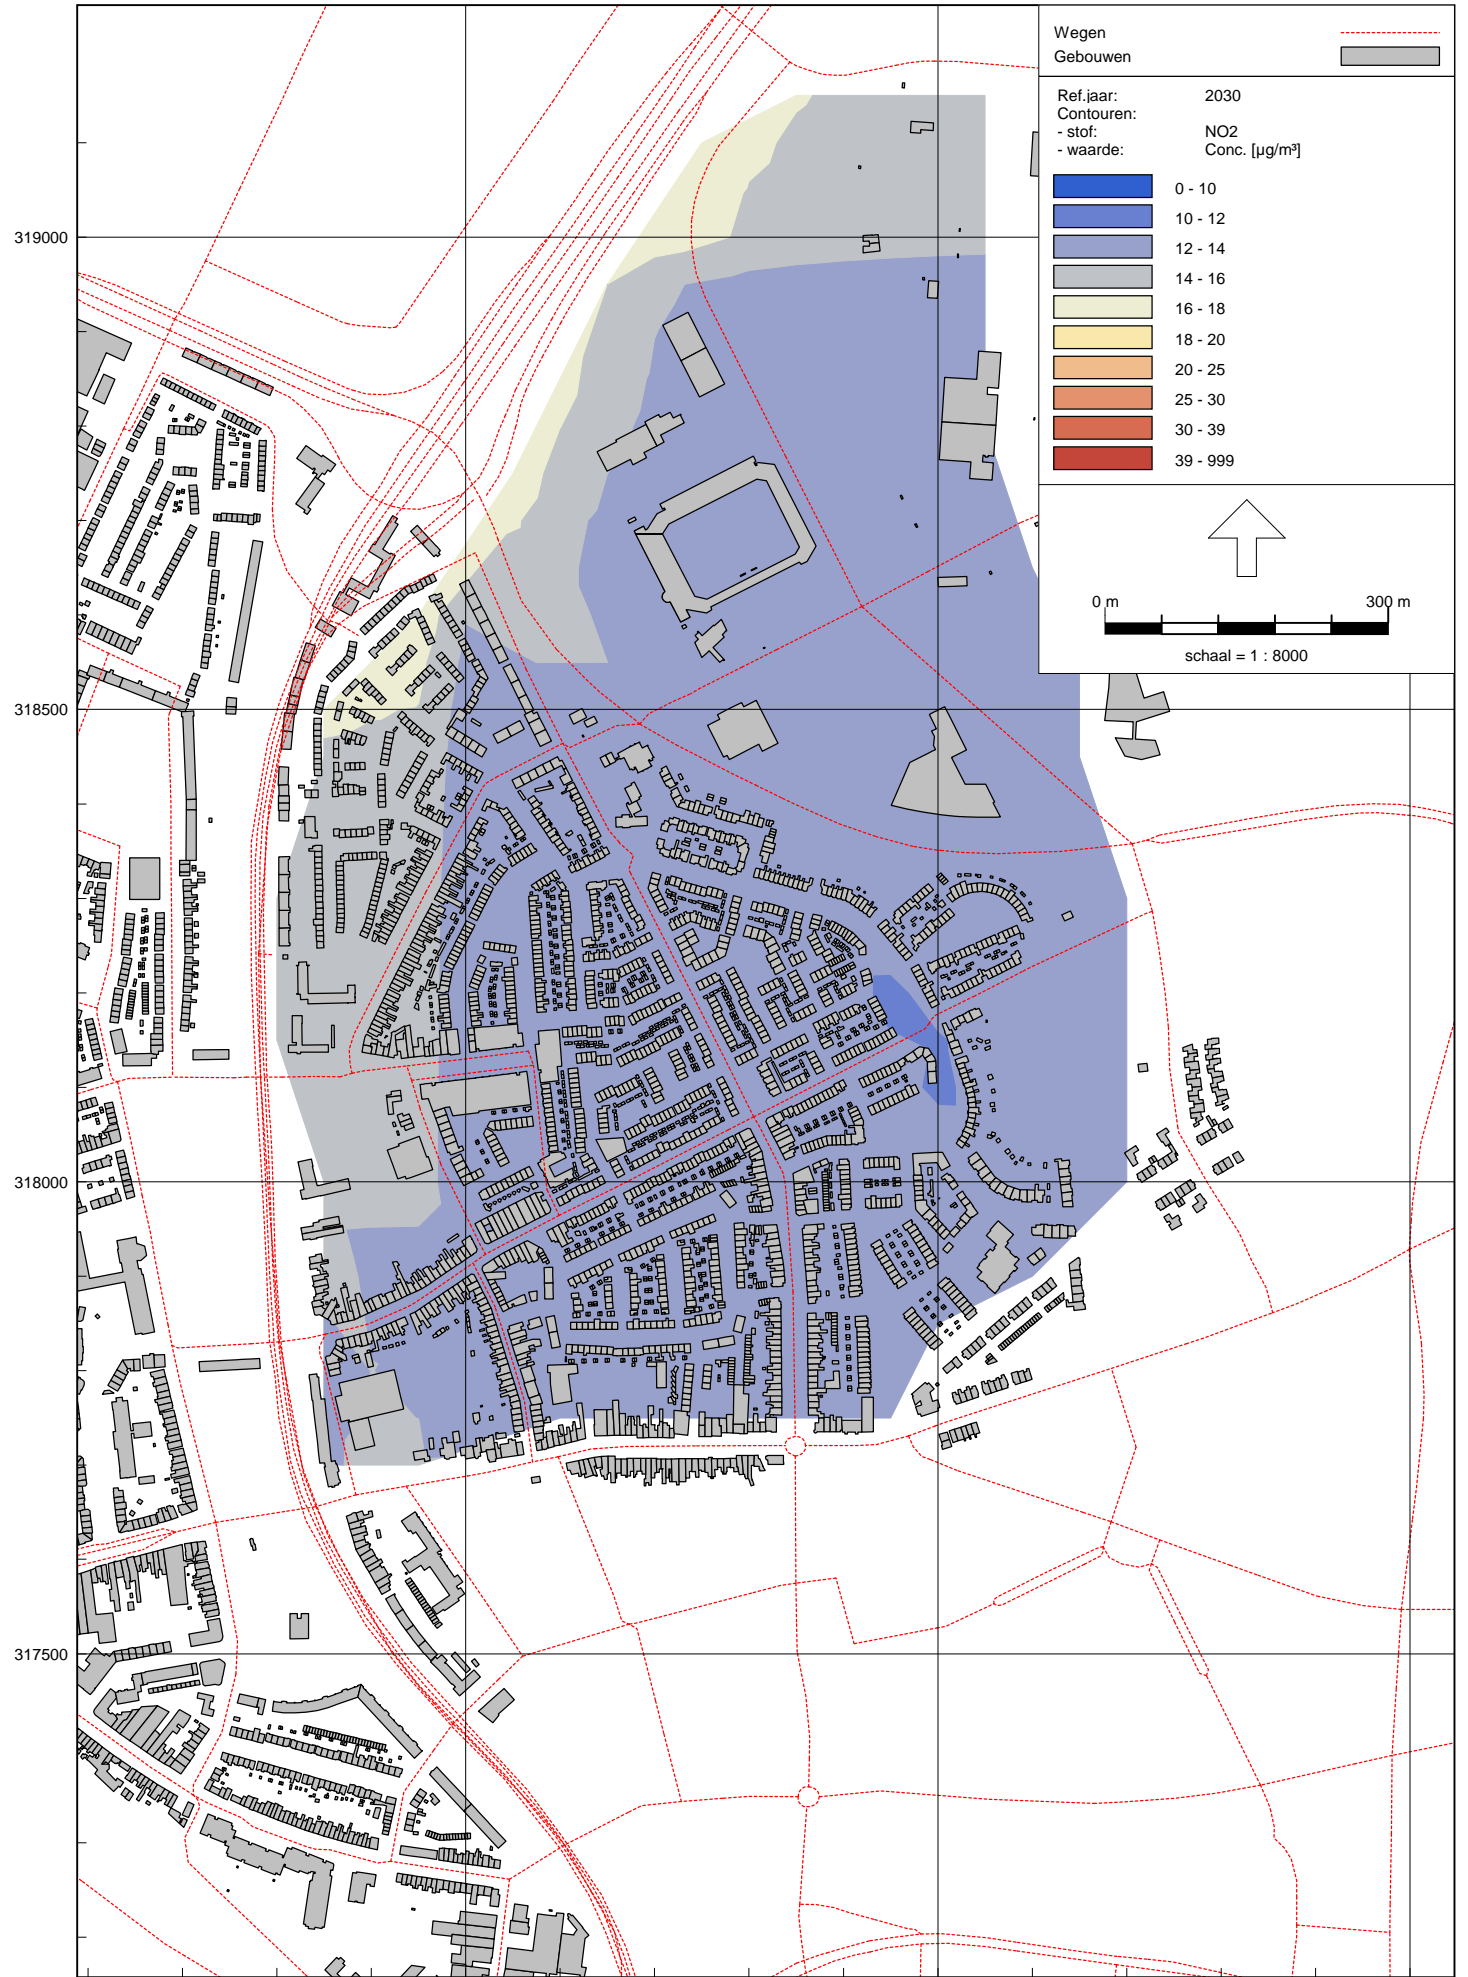 Wegen
Gebouwen
Ref.jaar: 2030
Contouren:
- stof: NO2
- waarde: Conc. [µg/m³]
0 - 10
10 - 12
12 - 14
14 - 16
16 - 18
18 - 20
20 - 25
25 - 30
30 - 39
39 - 999
0 m 300 m
schaal = 1 : 8000
319000
318500
318000
317500